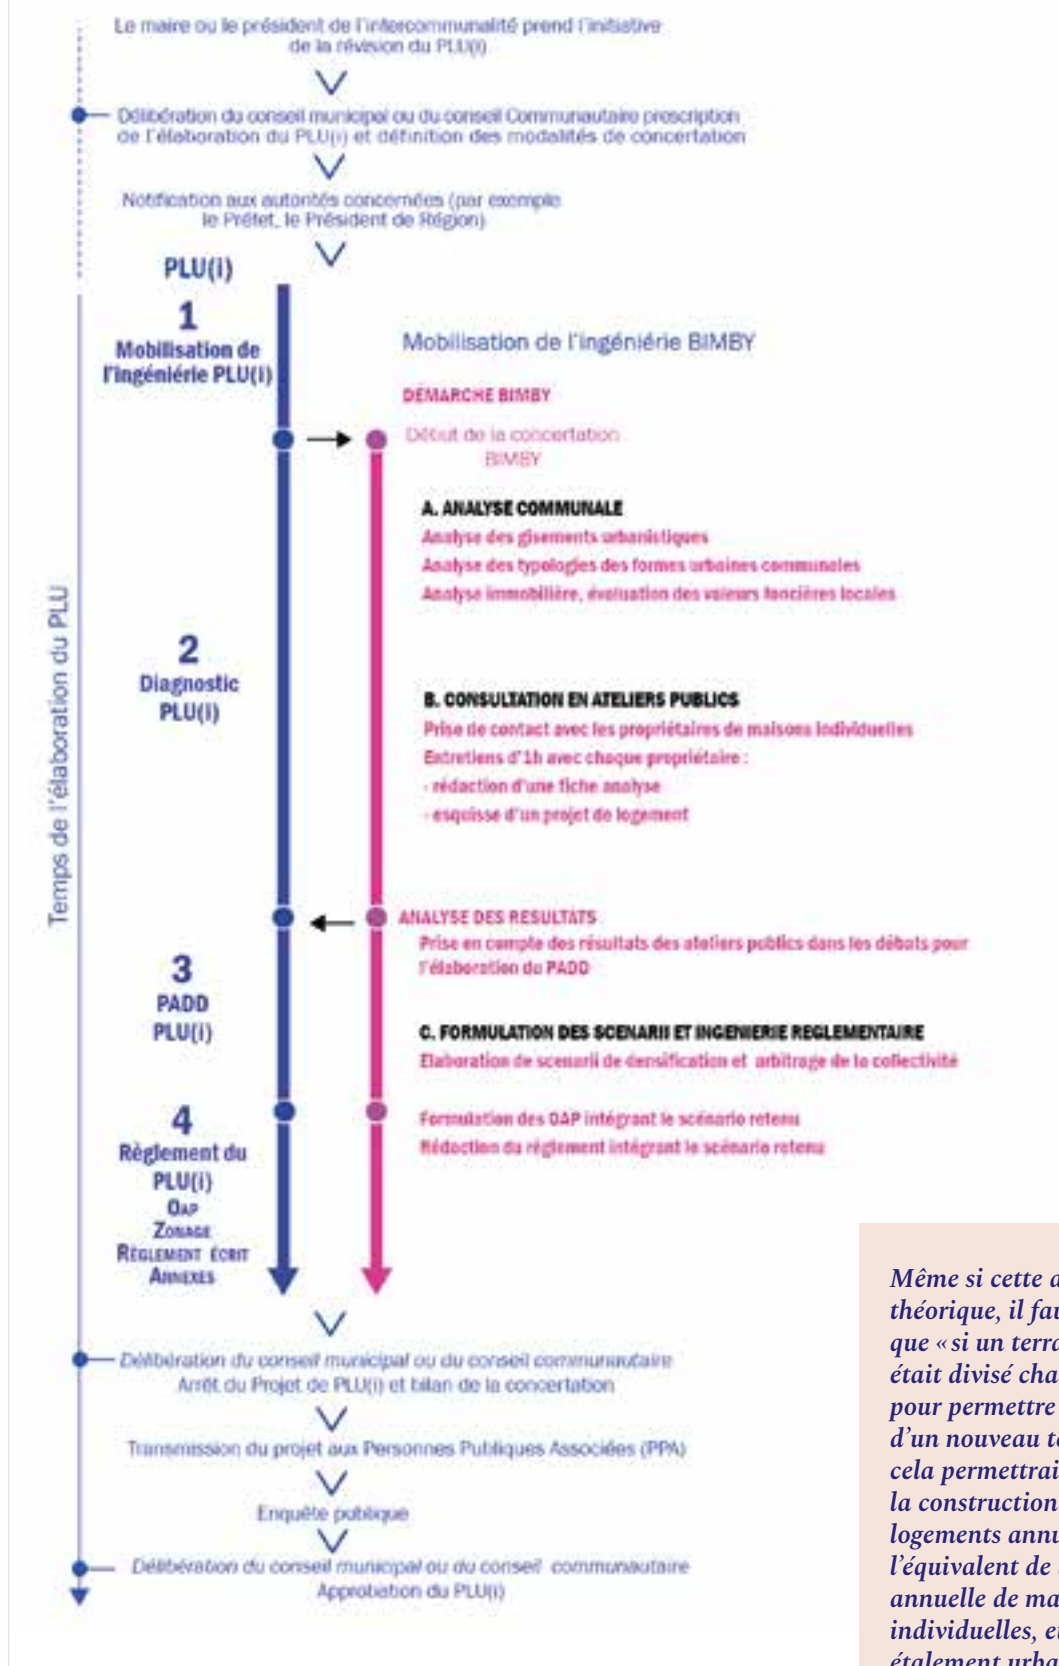 Le maire ou le président de l'intercommunalité prend l'initiative
de la révision du PLU(i)
Délibération du conseil municipal ou du conseil Communautaire prescription
de l'élaboration du PLU(i) et définition des modalités de concertation
Notification aux autorités concernées (par exemple
le Préfet, le Président de Région)
PLU(i)
1
Mobilisation de
l'ingéniérie PLU(i)
Mobilisation de l'ingéniérie BIMBY
DÉMARCHE BIMBY
Début de la concertation
BIMBY
A. ANALYSE COMMUNALE
Analyse des gisements urbanistiques
Analyse des typologies des formes urbaines communales
Analyse immobilière, évaluation des valeurs foncières locales
Temps de l'élaboration du PLU
2
Diagnostic
PLU(i)
B. CONSULTATION EN ATELIERS PUBLICS
Prise de contact avec les propriétaires de maisons individuelles
Entretiens d'1h avec chaque propriétaire :
- rédaction d'une fiche analyse
- esquisse d'un projet de logement
ANALYSE DES RESULTATS
Prise en compte des résultats des ateliers publics dans les débats pour
l'élaboration du PADD
3
PADD
PLU(i)
C. FORMULATION DES SCENARII ET INGENIERIE REGLEMENTAIRE
Elaboration de scenarii de densification et arbitrage de la collectivité
4
Règlement du
PLU(i)
OAP
ZONAGE
RÈGLEMENT ÉCRIT
ANNEXES
Formulation des OAP intégrant le scénario retenu
Rédaction du réglement intégrant le scénario retenu
Délibération du conseil municipal ou du conseil communautaire
Arrêt du Projet de PLU(i) et bilan de la concertation
Transmission du projet aux Personnes Publiques Associées (PPA)
Enquête publique
Délibération du conseil municipal ou du conseil communautaire
Approbation du PLU(i)
Même si cette
théorique, il
que « si un
était divisé
pour permettre
d'un nouveau
cela
la construction
logements
l'équivalent de
annuelle de
individuelles,
étalement